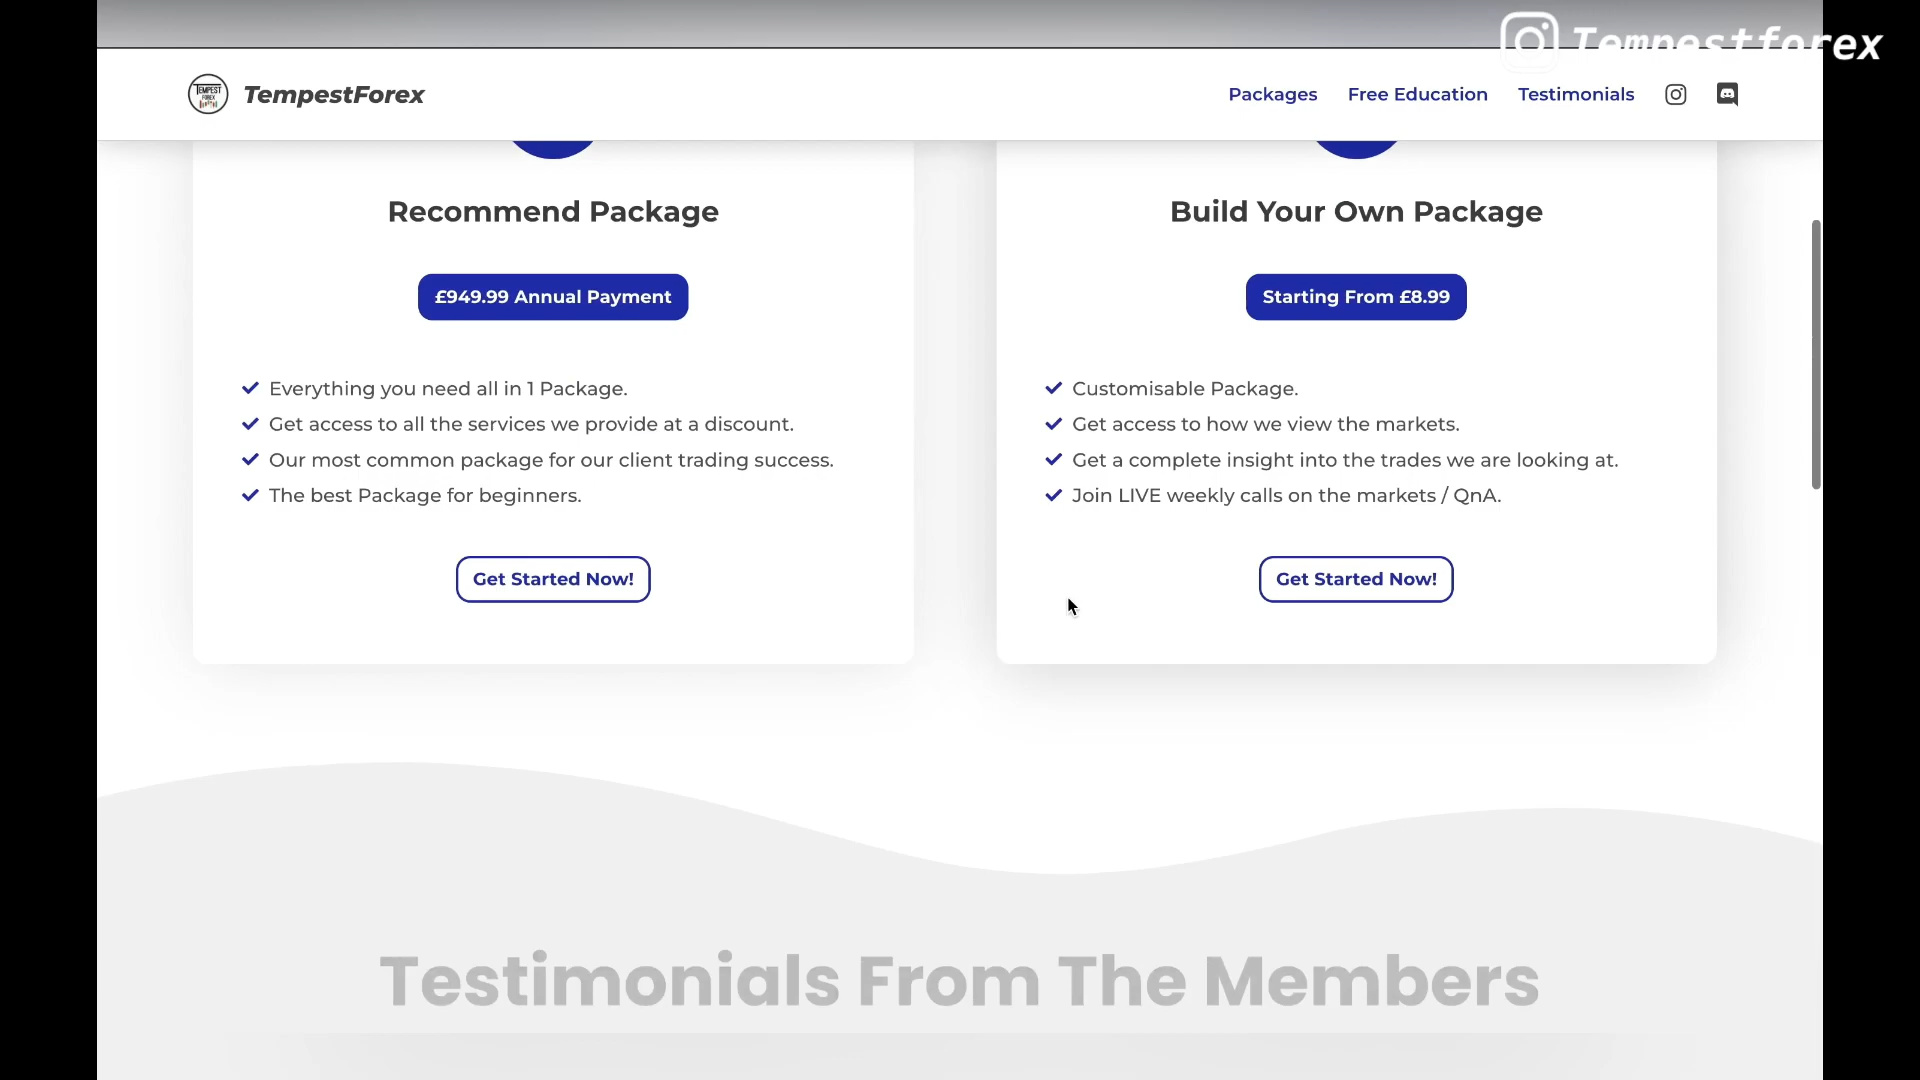 Tempestforex
TEMPEST
FOREX
TempestForex
Packages
Free Education
Testimonials
Recommend Package
£949.99 Annual Payment
Everything you need all in 1 Package.
Get access to all the services we provide at a discount.
Our most common package for our client trading success.
The best Package for beginners.
Get Started Now!
Build Your Own Package
Starting From £8.99
Customisable Package.
Get access to how we view the markets.
Get a complete insight into the trades we are looking at.
Join LIVE weekly calls on the markets / QnA.
Get Started Now!
Testimonials From The Members